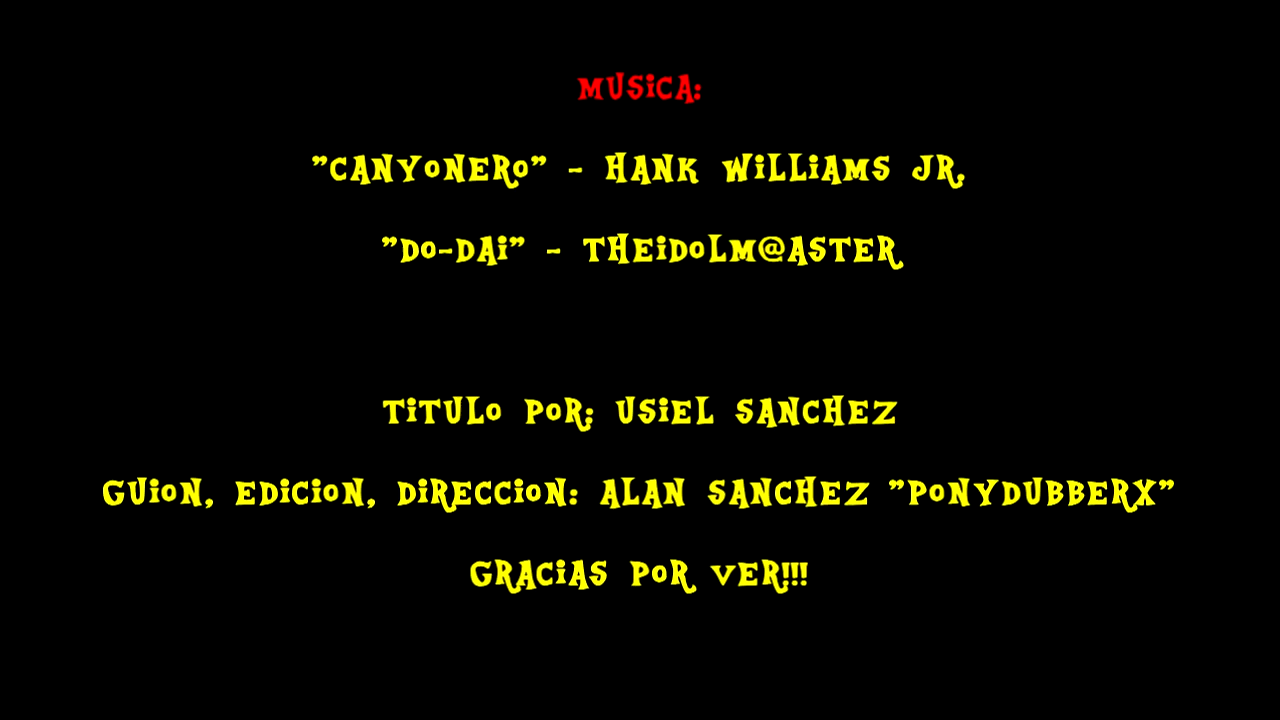 MUSiCA:
"CANYONERO" - HANK WiLLiAMS JR.
"DO-DAi" - THEiDOLM@ASTER
TiTULO POR: USiEL SANCHEZ
GUiON, EDiCiON, DiRECCiON: ALAN SANCHEZ "PONYDUBBERX"
GRACiAS POR VER!!!